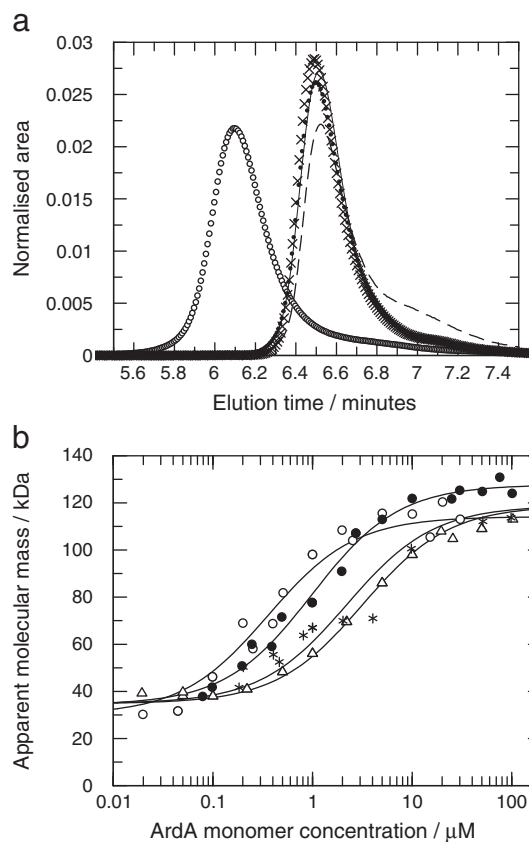 a
0.03
0.025
0.02
0.015
0.01
0.005
0
Normalised area
5.6 5.8 6 6.2 6.4 6.6 6.8 7 7.2 7.4
Elution time / minutes
b
140
120
100
80
60
40
20
0
Apparent molecular mass / kDa
0.01 0.1 1 10 100
ArdA monomer concentration / μM